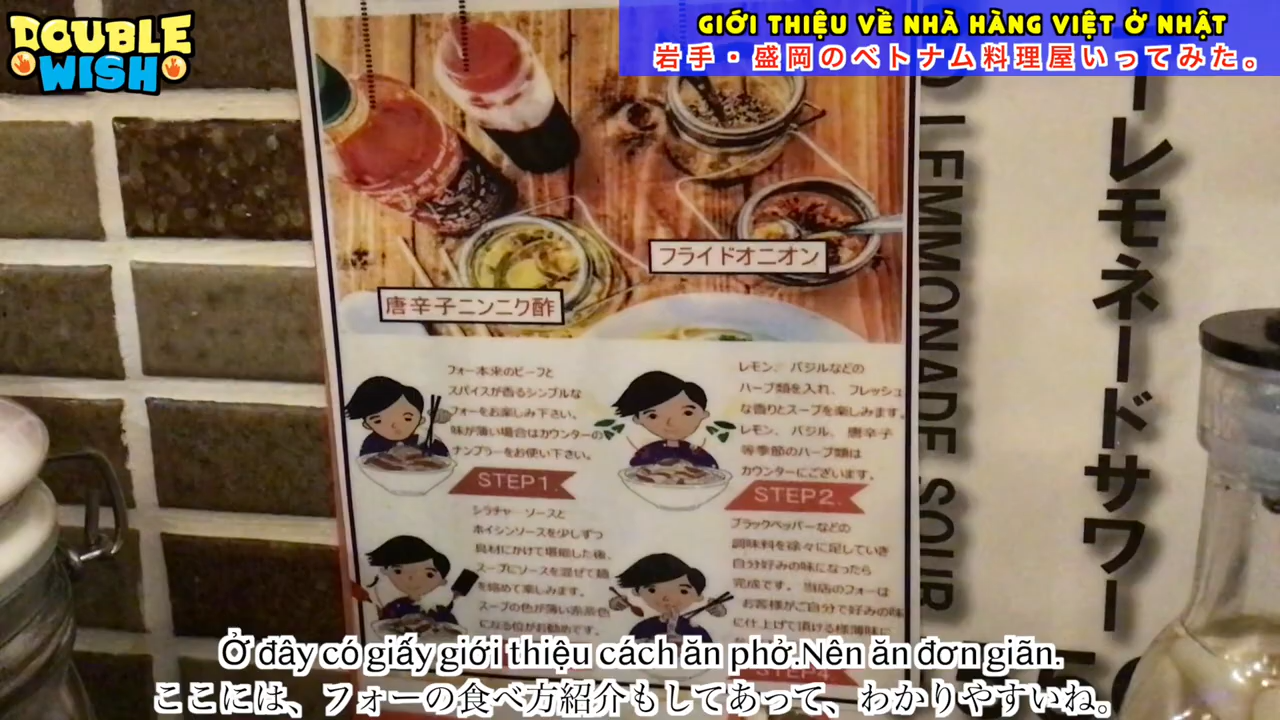 DOUBLE
WISH
GIỚI THIỆU VỀ NHÀ HÀNG VIỆT Ở NHẬT
岩手・盛岡のベトナム料理屋いってみた。
フライドオニオン
唐辛子ニンニク酢
フォー本来のビーフと
スパイスが香るシンプルな
フォーをお楽しみ下さい。
味が薄い場合はカウンターの
ナンプラーをお使い下さい。
STEP1.
レモン、バジルなどの
ハーブ類を入れ、フレッシュ
な香りとスープを楽しみます。
レモン、バジル、唐辛子
等季節のハーブ類は
カウンターにございます。
STEP2.
シラチャーソースと
ホイシンソースを少しずつ
具材にかけて堪能した後、
スープにソースを混ぜて麺
を絡めて楽しみます。
スープの色が薄い赤茶色
になる位がお勧めです。
ブラックペッパーなどの
調味料を徐々に足していき
自分好みの味になったら
完成です。当店のフォーは
お客様がご自分で好みの味
に仕上げて頂ける様薄味に
STEP4
レモネードサワー
LEMMONADE SOUR
Ở đây có giấy giới thiệu cách ăn phở.Nên ăn đơn giãn.
ここには、フォーの食べ方紹介もしてあって、わかりやすいね。